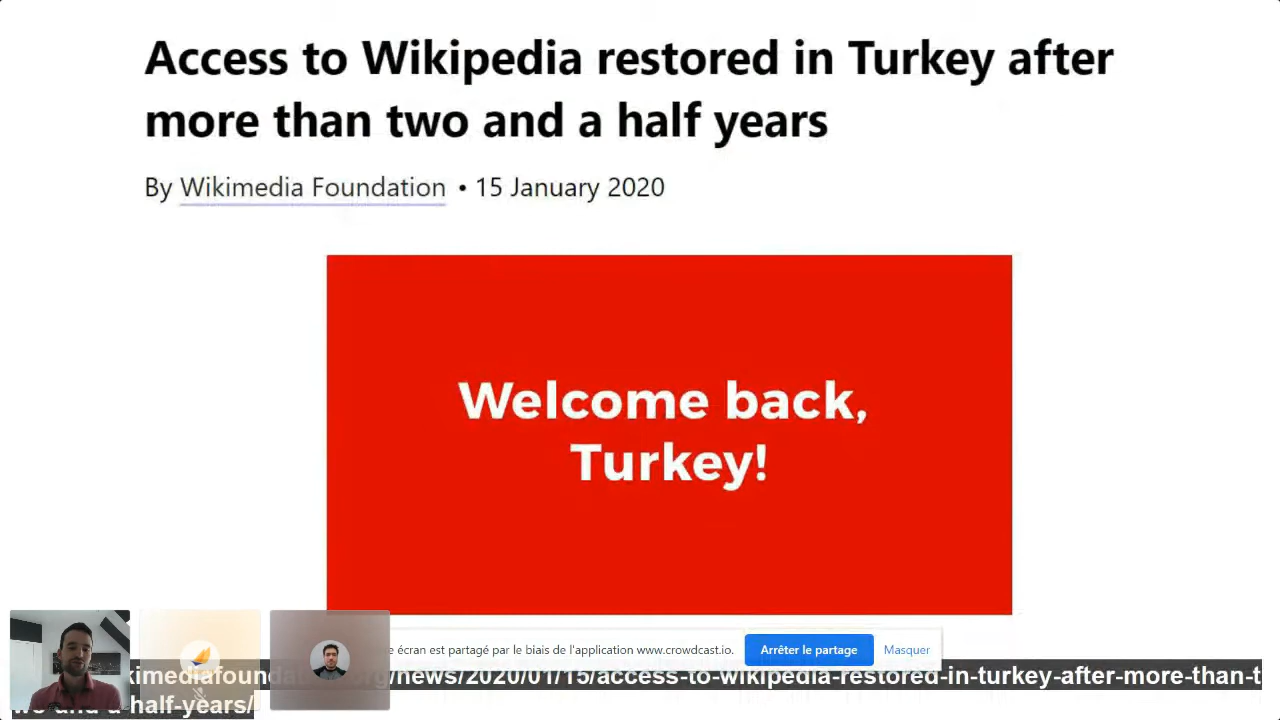 Access to Wikipedia restored in Turkey after
more than two and a half years
By Wikimedia Foundation • 15 January 2020
Welcome back,
Turkey!
écran est partagé par le biais de l'application www.crowdcast.io.
Arrêter le partage
Masquer
/news/2020/01/15/access-to-wikipedia-restored-in-turkey-after-more-than-t
half-years/